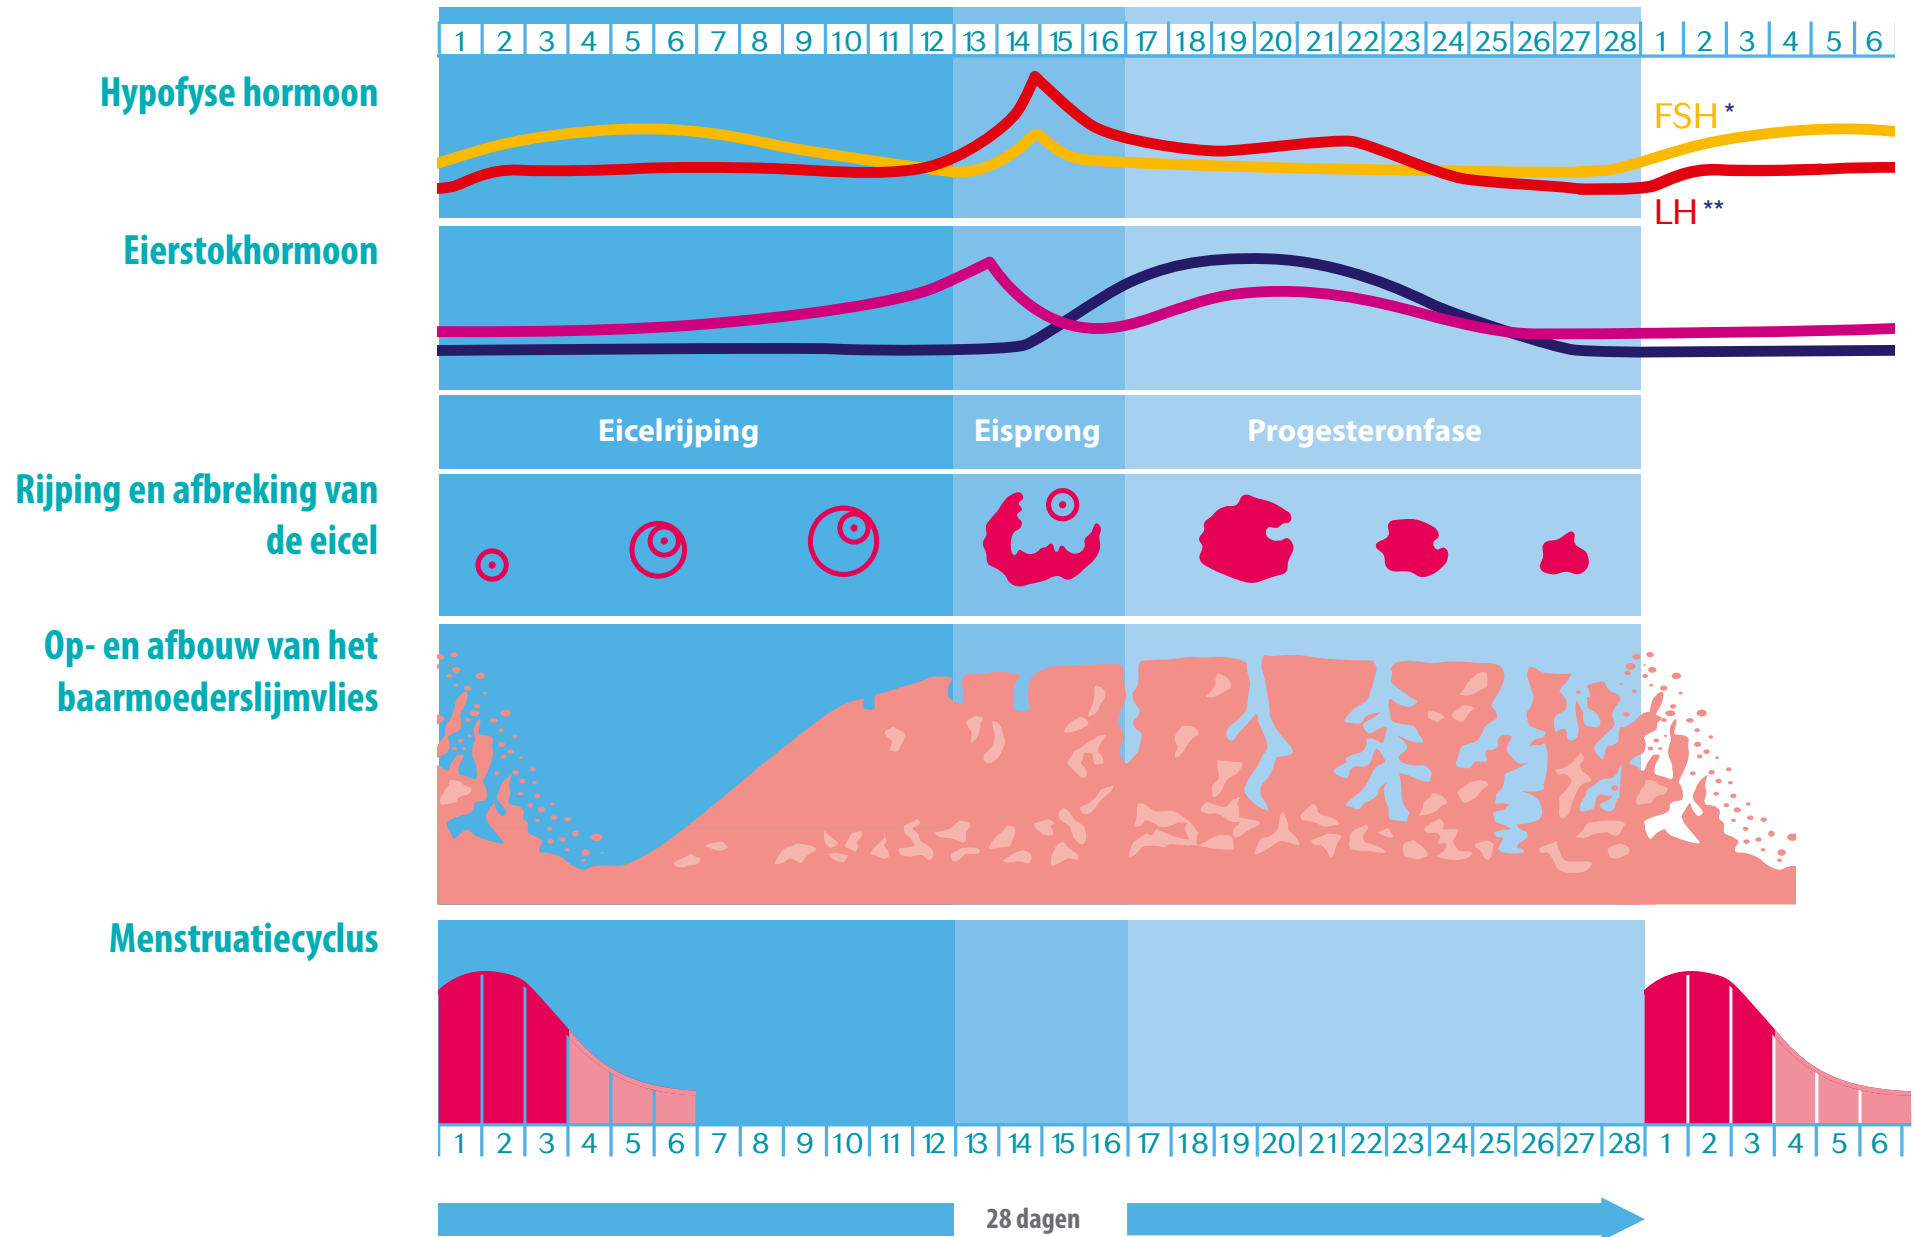 1 2 3 4 5 6 7 8 9 10 11 12 13 14 15 16 17 18 19 20 21 22 23 24 25 26 27 28 1 2 3 4 5 6
Hypofyse hormoon
FSH *
LH **
Eierstokhormoon
Eicelrijping Eisprong Progesteronfase
Rijping en afbreking van
de eicel
Op- en afbouw van het
baarmoederslijmvlies
Menstruatiecyclus
1 2 3 4 5 6 7 8 9 10 11 12 13 14 15 16 17 18 19 20 21 22 23 24 25 26 27 28 1 2 3 4 5 6
28 dagen